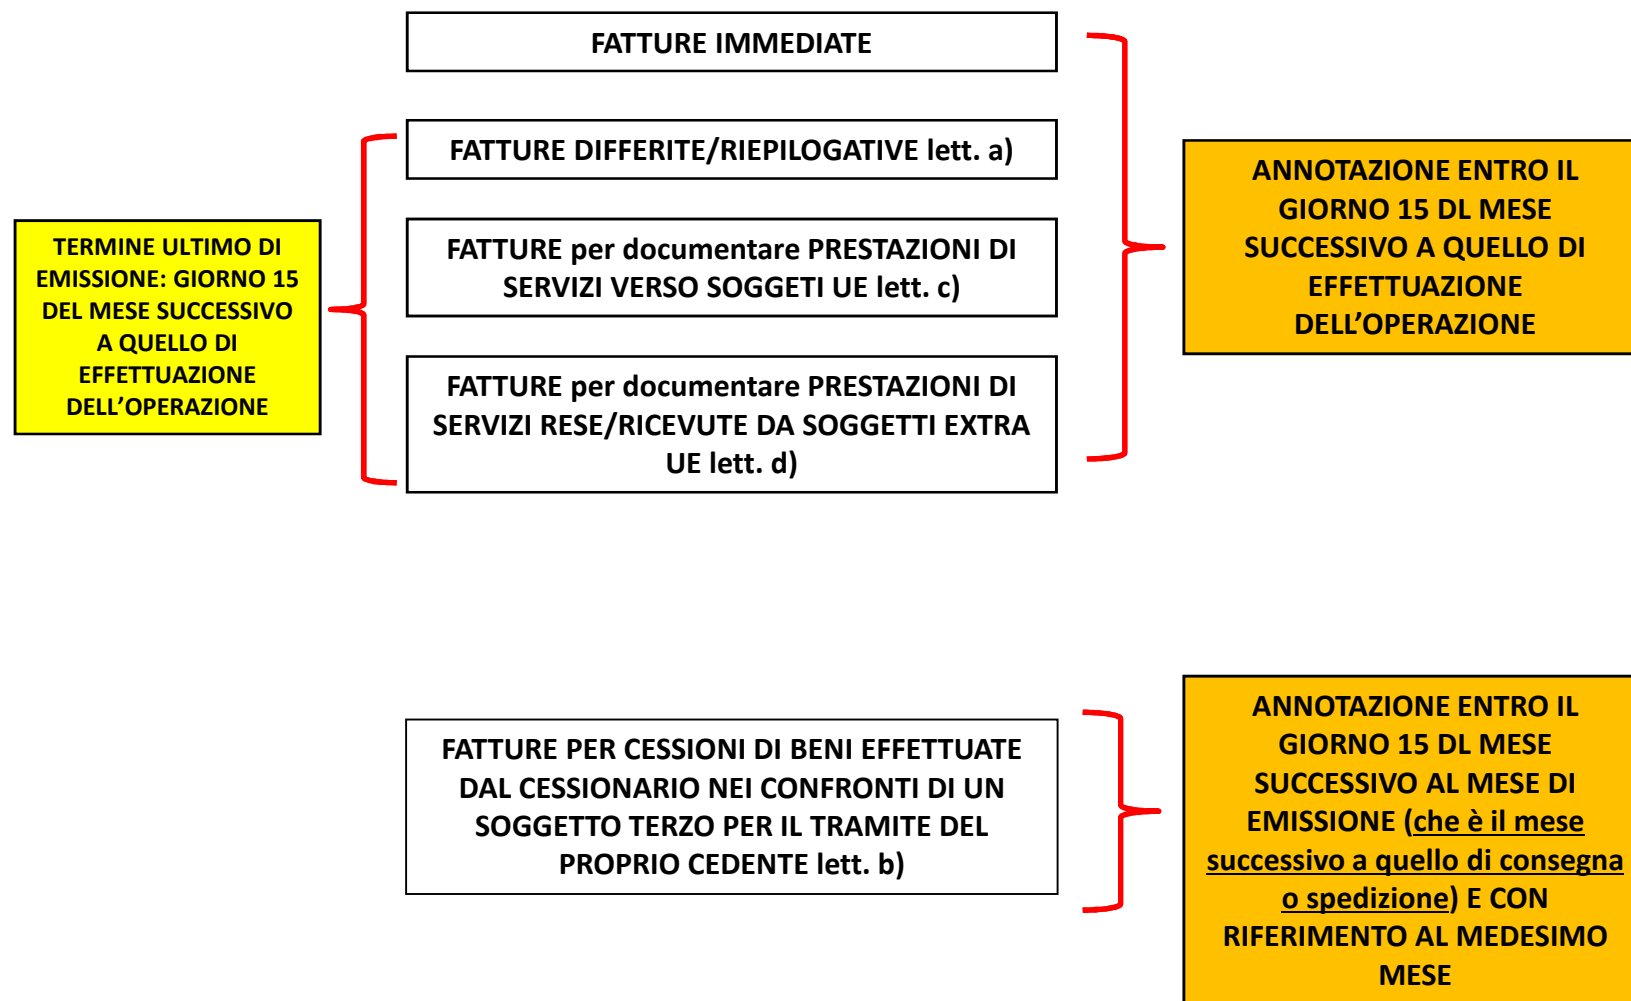 FATTURE IMMEDIATE
FATTURE DIFFERITE/RIEPILOGATIVE lett. a)
FATTURE per documentare PRESTAZIONI DI
SERVIZI VERSO SOGGETI UE lett. c)
FATTURE per documentare PRESTAZIONI DI
SERVIZI RESE/RICEVUTE DA SOGGETTI EXTRA
UE lett. d)
TERMINE ULTIMO DI
EMISSIONE: GIORNO 15
DEL MESE SUCCESSIVO
A QUELLO DI
EFFETTUAZIONE
DELL’OPERAZIONE
ANNOTAZIONE ENTRO IL
GIORNO 15 DL MESE
SUCCESSIVO A QUELLO DI
EFFETTUAZIONE
DELL’OPERAZIONE
FATTURE PER CESSIONI DI BENI EFFETTUATE
DAL CESSIONARIO NEI CONFRONTI DI UN
SOGGETTO TERZO PER IL TRAMITE DEL
PROPRIO CEDENTE lett. b)
ANNOTAZIONE ENTRO IL
GIORNO 15 DL MESE
SUCCESSIVO AL MESE DI
EMISSIONE (che è il mese
successivo a quello di consegna
o spedizione) E CON
RIFERIMENTO AL MEDESIMO
MESE